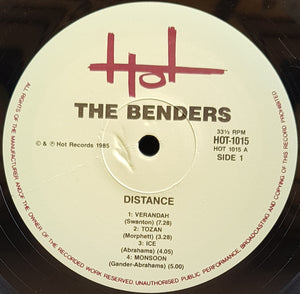 Hot
THE BENDERS
© & ℗ Hot Records 1985
33⅓ RPM
HOT-1015
HOT 1015 A
SIDE 1
DISTANCE
1: VERANDAH
(Swanton) (7.28)
2: TOZAN
(Morphett) (3.28)
3: ICE
(Abrahams) (4.05)
4: MONSOON
(Gander-Abrahams) (5.00)
ALL RIGHTS OF THE MANUFACTURER AND OF THE OWNER OF THE RECORDED WORK RESERVED UNAUTHORISED PUBLIC PERFORMANCE BROADCASTING AND COPYING OF THIS RECORD PROHIBITED